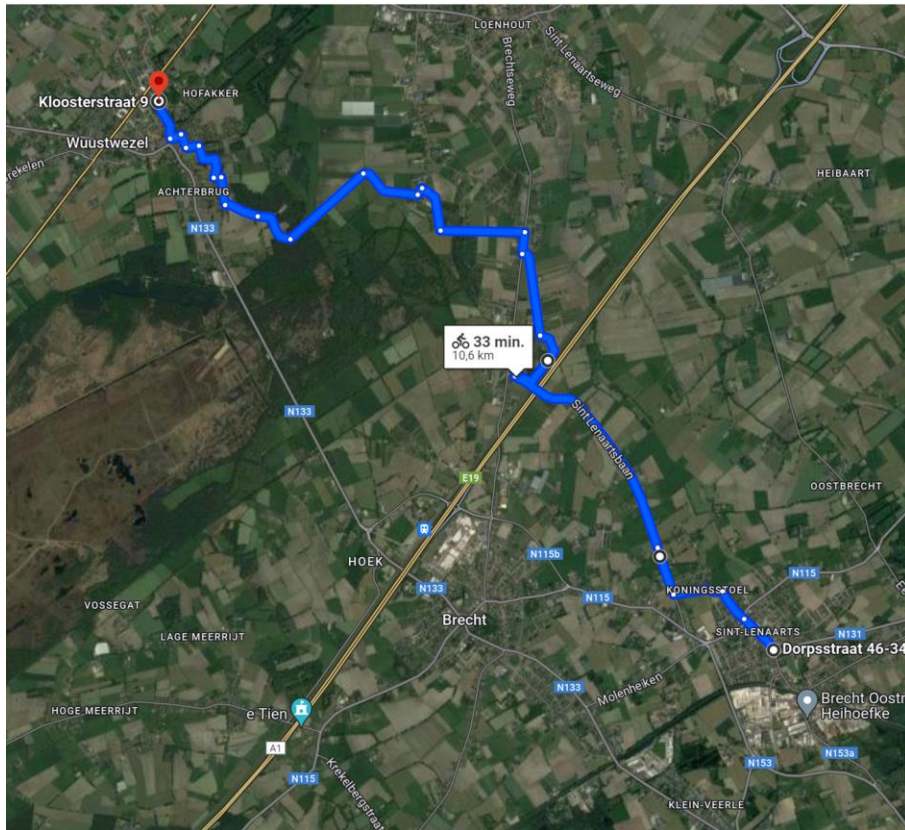 LOENHOUT
Brechtseweg
Sint Lenaartseweg
Kloosterstraat 9
HOFAKKER
Wuustwezel
ACHTERBRUG
N133
HEIBAART
33 min.
10,6 km
N133
Sint Lenaartsbaan
E19
OOSTBRECHT
HOEK
N115b
N115
N133
N115
KONINGSSTOEL
VOSSEGAT
Brecht
SINT-LENAARTS
N131
LAGE MEERRIJT
Dorpsstraat 46-34
Molenheiken
N133
Brecht Oostm
Heihoefke
HOGE MEERRIJT
e Tien
A1
N153a
N115
Krekelbergstraat
N153
KLEIN-VEERLE